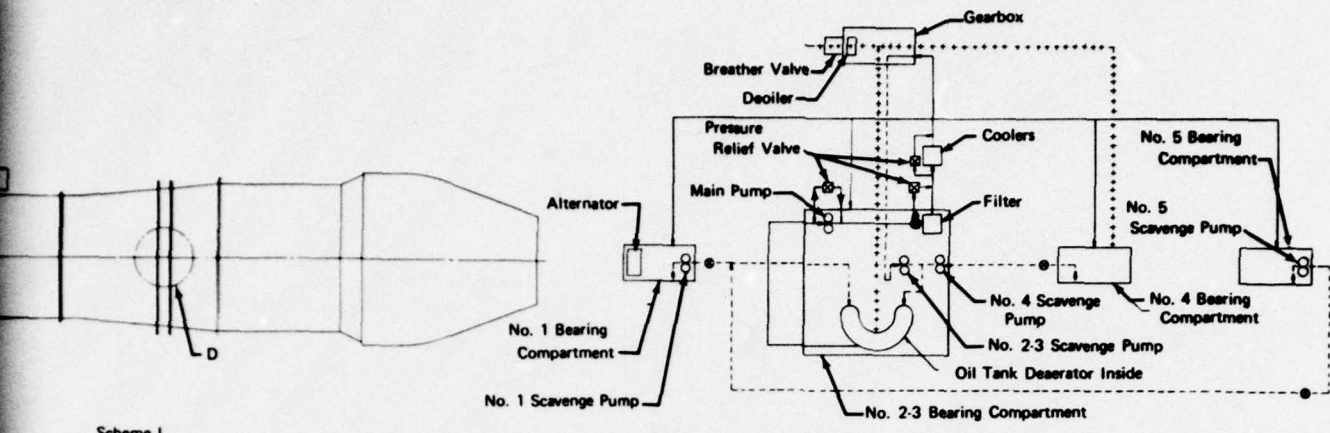 Gearbox
Breather Valve
Deoiler
Pressure
Relief Valve
Coolers
No. 5 Bearing
Compartment
Main Pump
Alternator
Filter
No. 5
Scavenge Pump
No. 4 Scavenge
Pump
No. 4 Bearing
Compartment
No. 1 Bearing
Compartment
D
No. 2-3 Scavenge Pump
Oil Tank Deaerator Inside
No. 1 Scavenge Pump
No. 2-3 Bearing Compartment